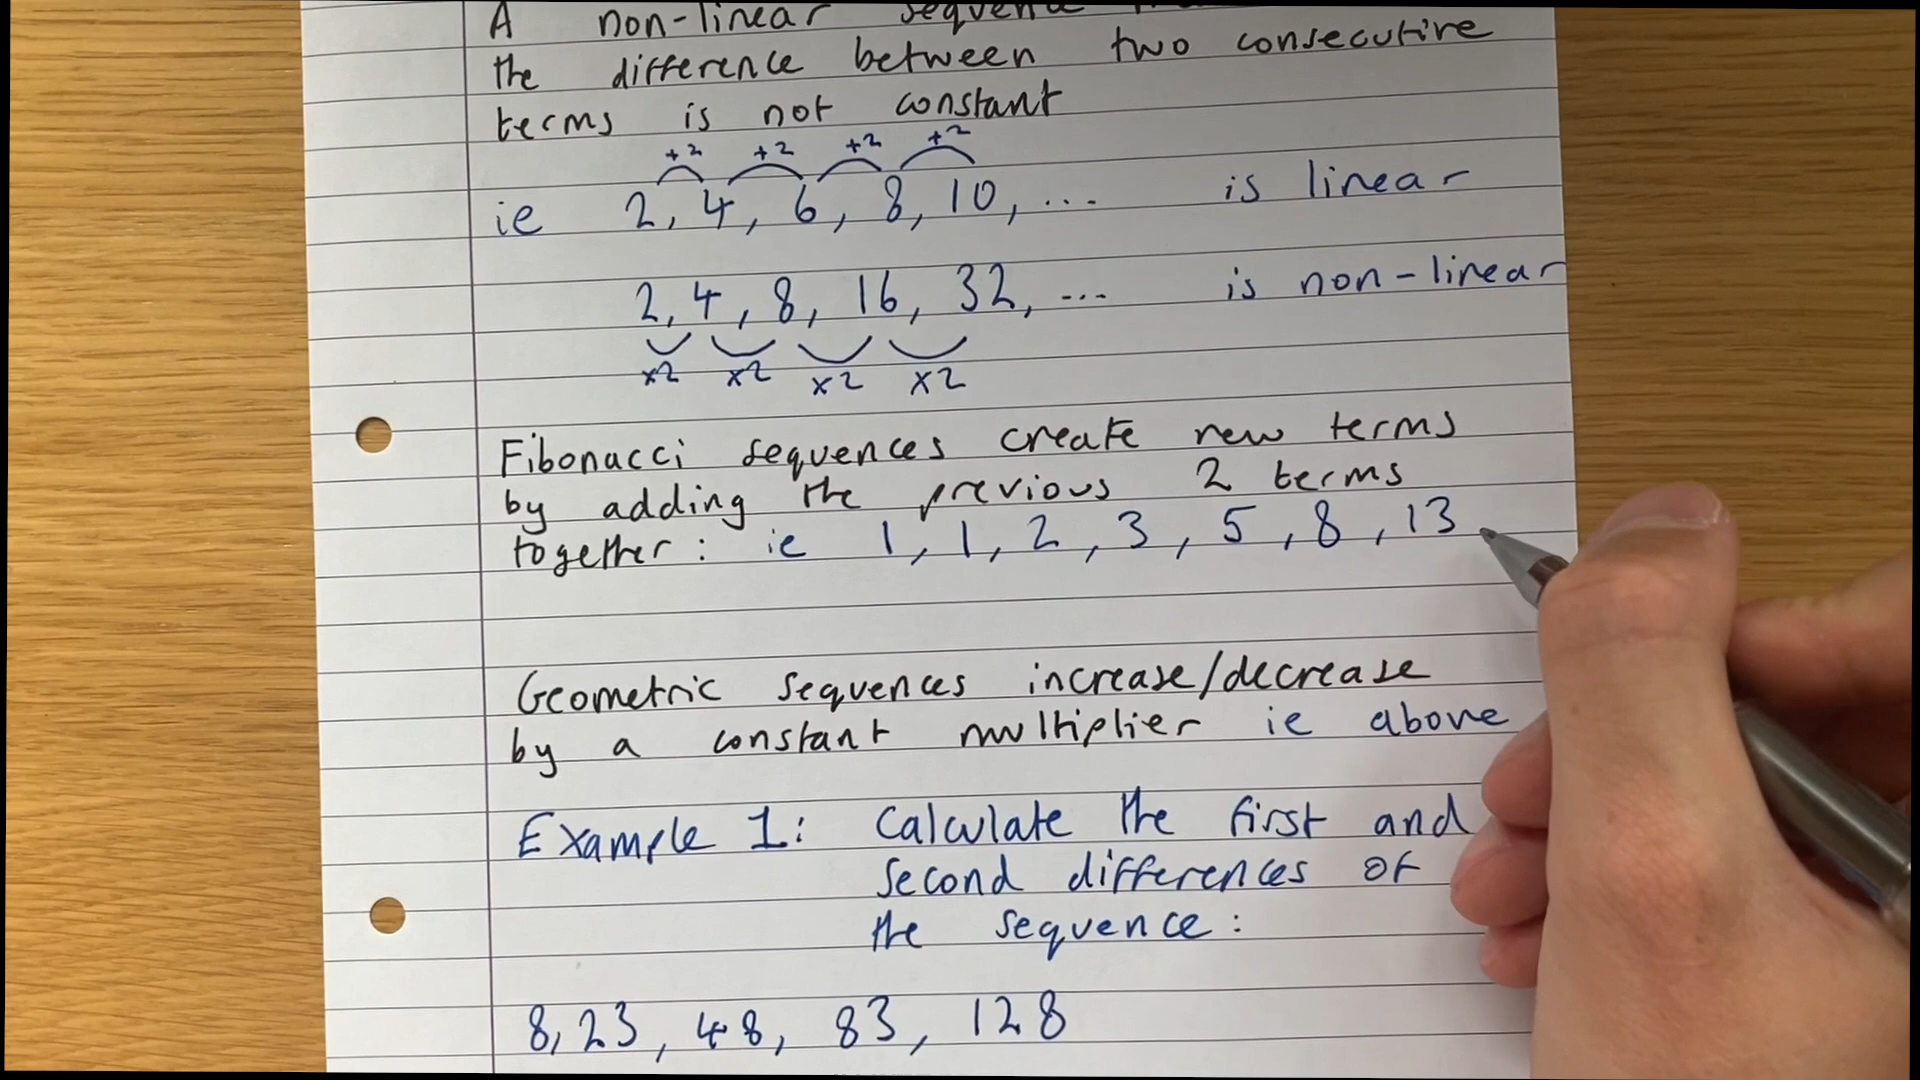 A non-linear sequence
the difference between two consecutive
terms is not constant
+2 +2 +2 +2
ie 2, 4, 6, 8, 10, ... is linear
2, 4, 8, 16, 32, ... is non-linear
x2 x2 x2 x2
Fibonacci sequences create new terms
by adding the previous 2 terms
together: ie 1, 1, 2, 3, 5, 8, 13
Geometric sequences increase/decrease
by a constant multiplier ie above
Example 1: Calculate the first and
second differences of
the sequence:
8, 23, 48, 83, 128